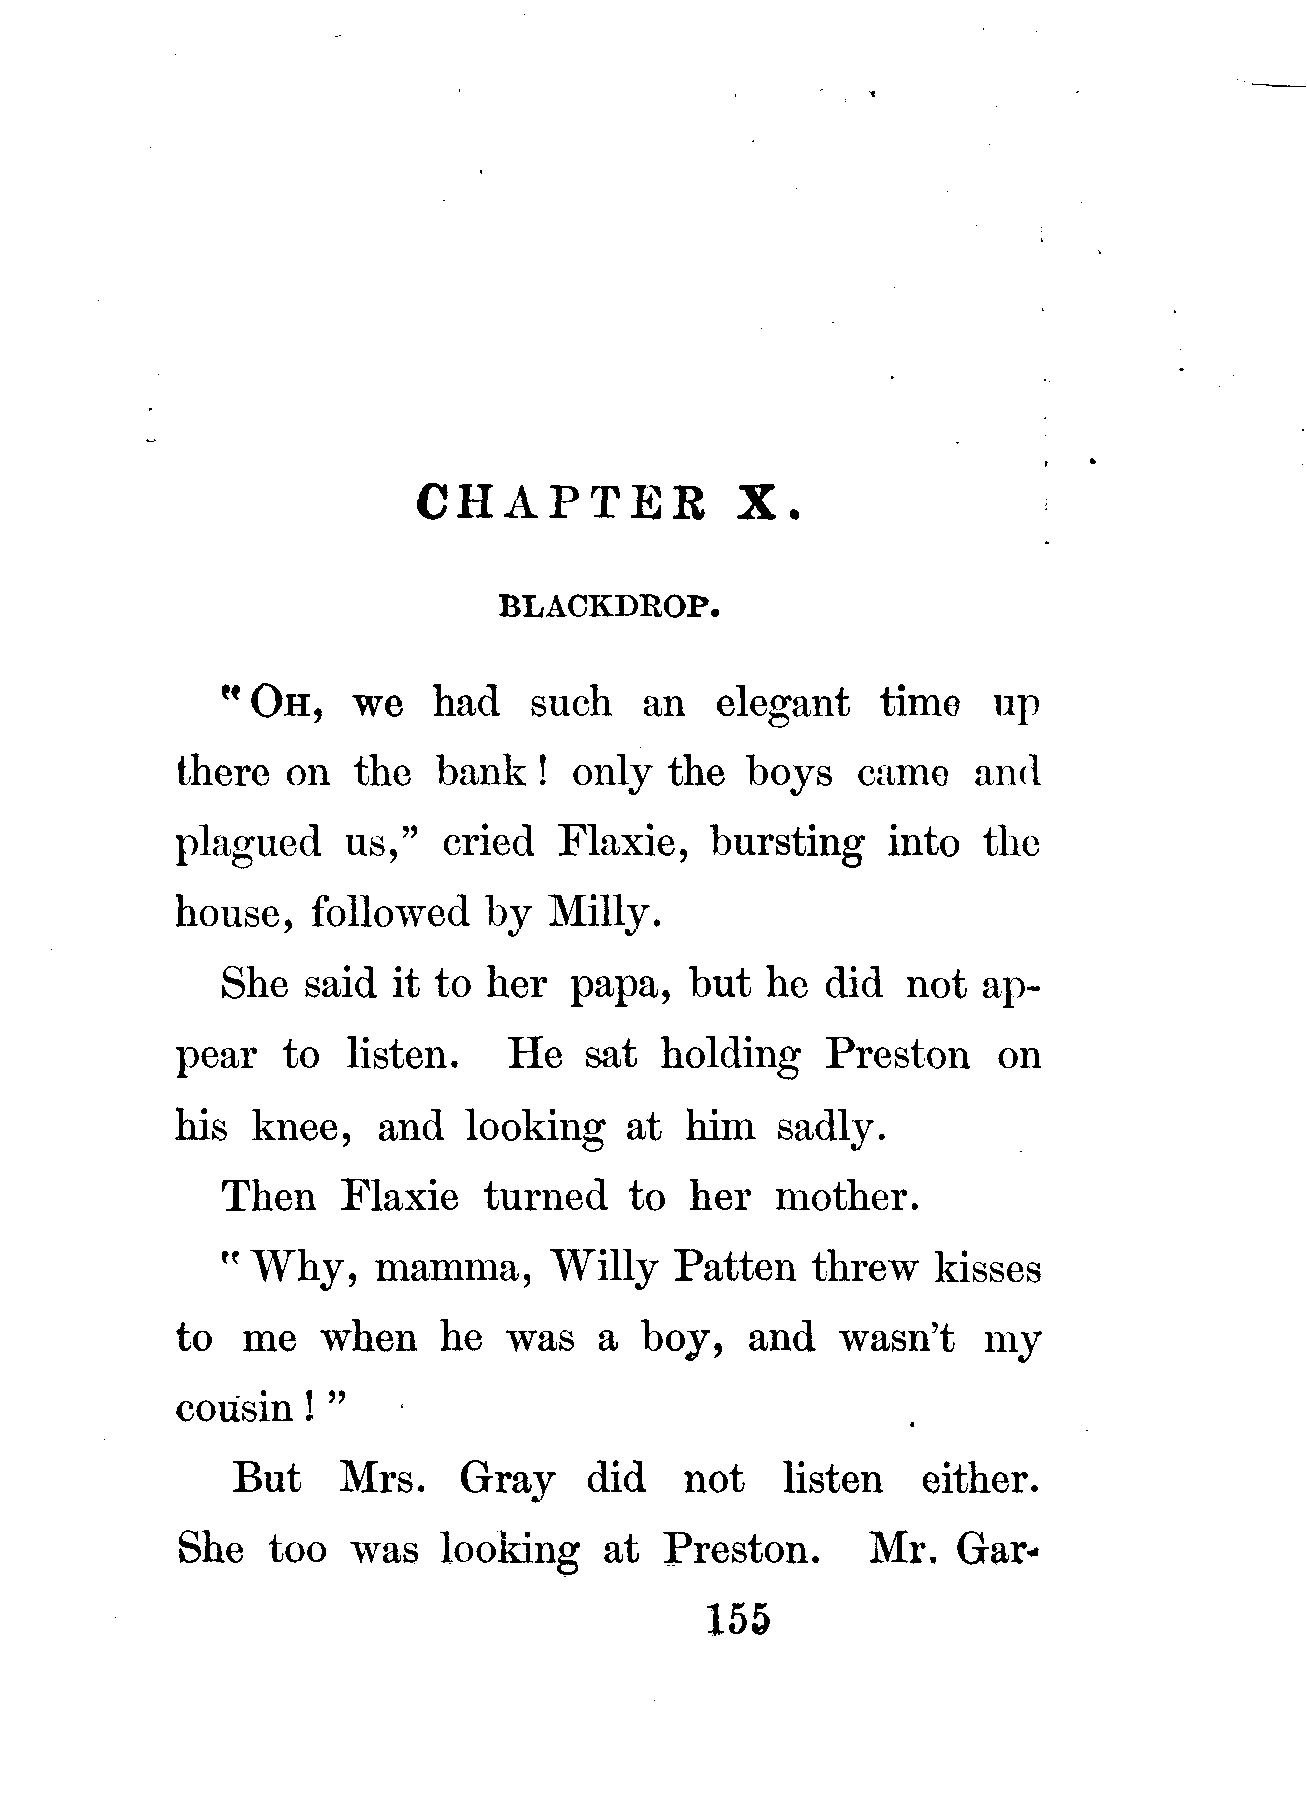 CHAPTER X.
BLACKDROP.
"OH, we had such an elegant time up
there on the bank! only the boys came and
plagued us," cried Flaxie, bursting into the
house, followed by Milly.
She said it to her papa, but he did not ap-
pear to listen. He sat holding Preston on
his knee, and looking at him sadly.
Then Flaxie turned to her mother.
"Why, mamma, Willy Patten threw kisses
to me when he was a boy, and wasn't my
cousin!"
But Mrs. Gray did not listen either.
She too was looking at Preston. Mr. Gar-
155